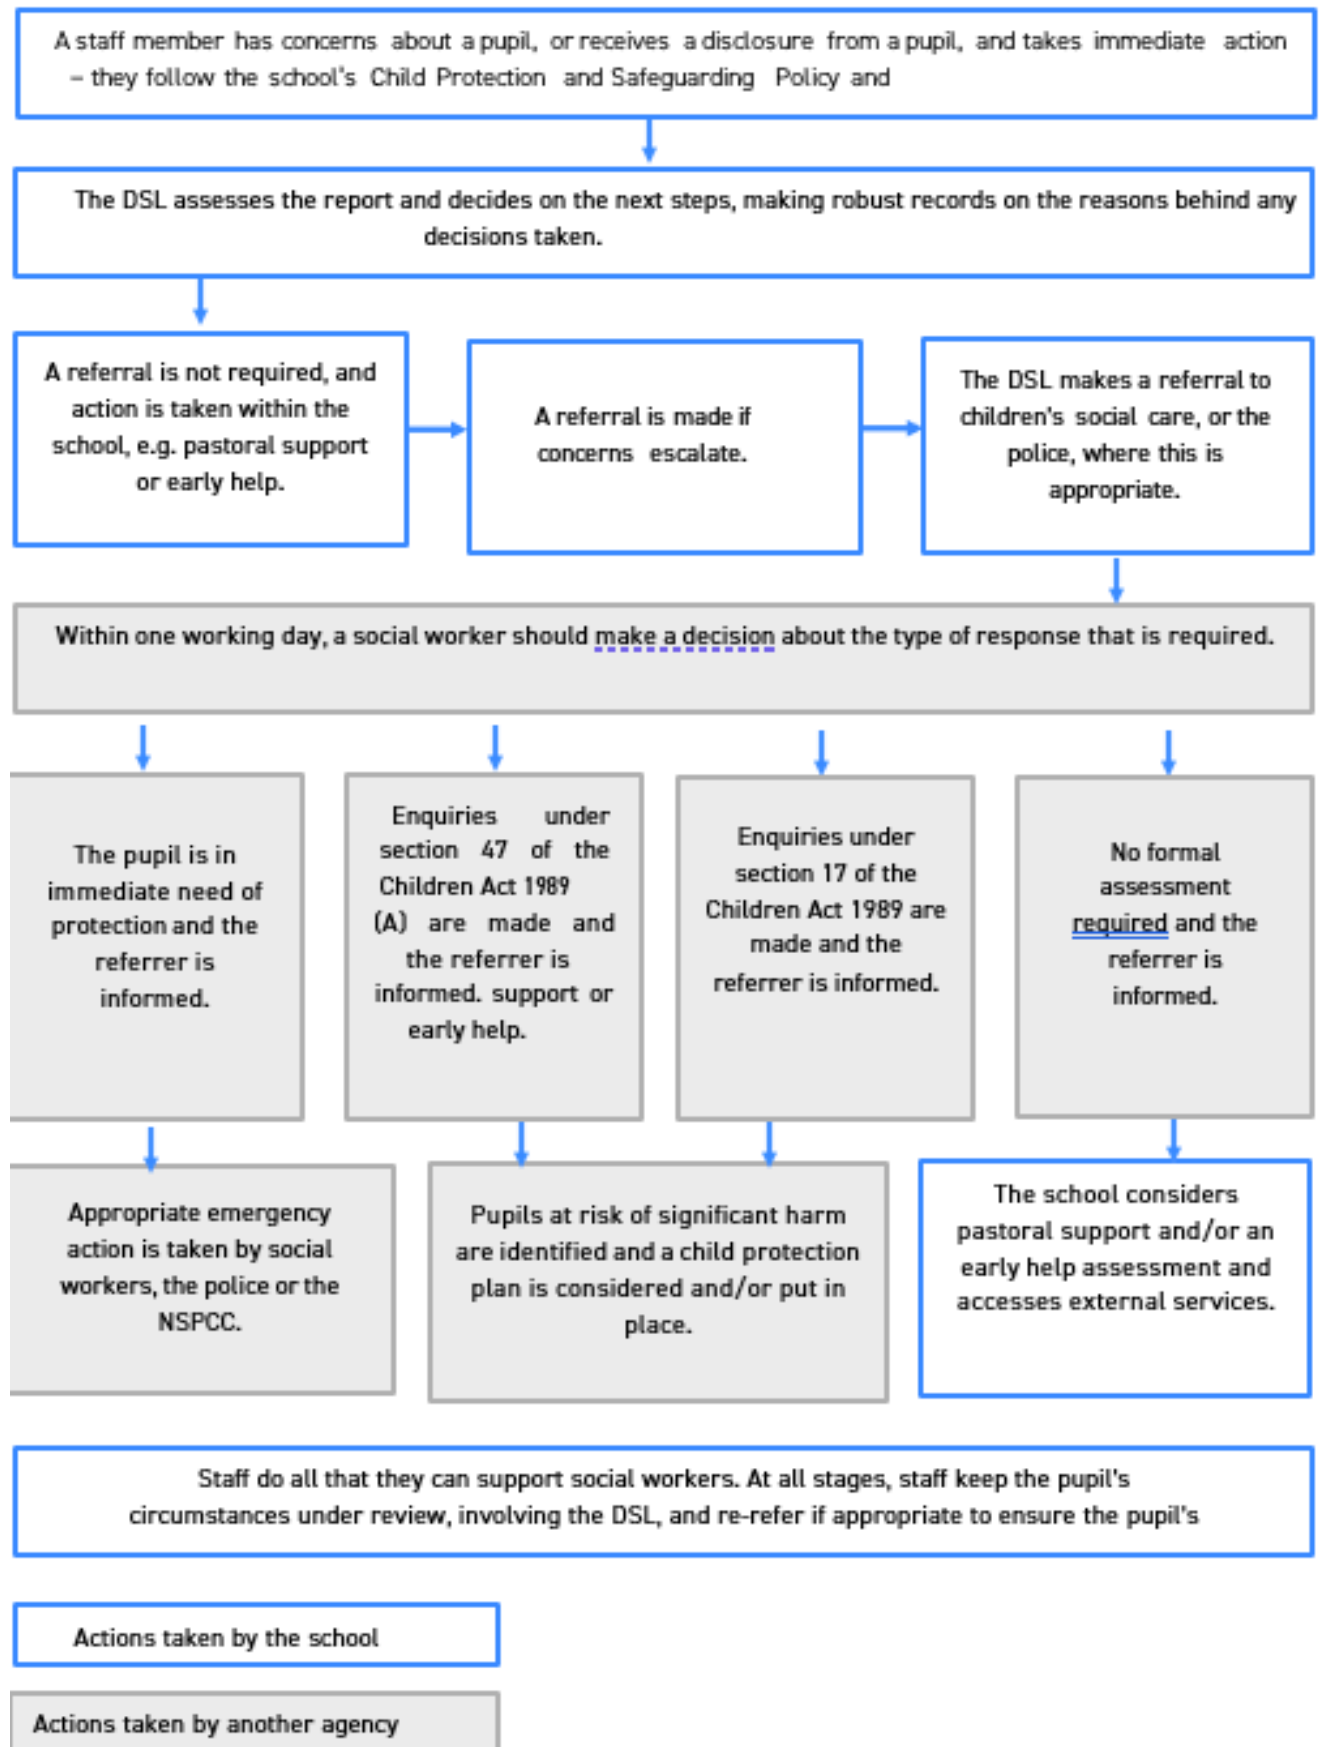 A staff member has concerns about a pupil, or receives a disclosure from a pupil, and takes immediate action
– they follow the school's Child Protection and Safeguarding Policy and
The DSL assesses the report and decides on the next steps, making robust records on the reasons behind any
decisions taken.
A referral is not required, and
action is taken within the
school, e.g. pastoral support
or early help.
A referral is made if
concerns escalate.
The DSL makes a referral to
children's social care, or the
police, where this is
appropriate.
Within one working day, a social worker should make a decision about the type of response that is required.
The pupil is in
immediate need of
protection and the
referrer is
informed.
Enquiries under
section 47 of the
Children Act 1989
(A) are made and
the referrer is
informed. support or
early help.
Enquiries under
section 17 of the
Children Act 1989 are
made and the
referrer is informed.
No formal
assessment
required and the
referrer is
informed.
Appropriate emergency
action is taken by social
workers, the police or the
NSPCC.
Pupils at risk of significant harm
are identified and a child protection
plan is considered and/or put in
place.
The school considers
pastoral support and/or an
early help assessment and
accesses external services.
Staff do all that they can support social workers. At all stages, staff keep the pupil's
circumstances under review, involving the DSL, and re-refer if appropriate to ensure the pupil's
Actions taken by the school
Actions taken by another agency